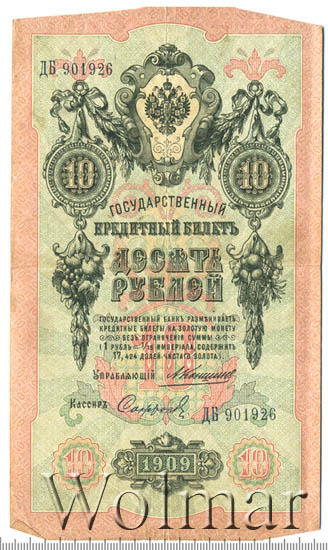 ДБ 901926
10 10
ГОСУДАРСТВЕННЫЙ
КРЕДИТНЫЙ БИЛЕТЪ
ДЕСЯТЬ
РУБЛЕЙ
ГОСУДАРСТВЕННЫЙ БАНКЪ РАЗМѢНИВАЕТЪ
КРЕДИТНЫЕ БИЛЕТЫ НА ЗОЛОТУЮ МОНЕТУ
БЕЗЪ ОГРАНИЧЕНІЯ СУММЫ
(1 РУБЛЬ = 1/15 ИМПЕРІАЛА, СОДЕРЖИТЪ
17,424 ДОЛЕЙ ЧИСТАГО ЗОЛОТА)
УПРАВЛЯЮЩІЙ
Кассиръ
ДБ 901926
10 1909 10
Wolmar